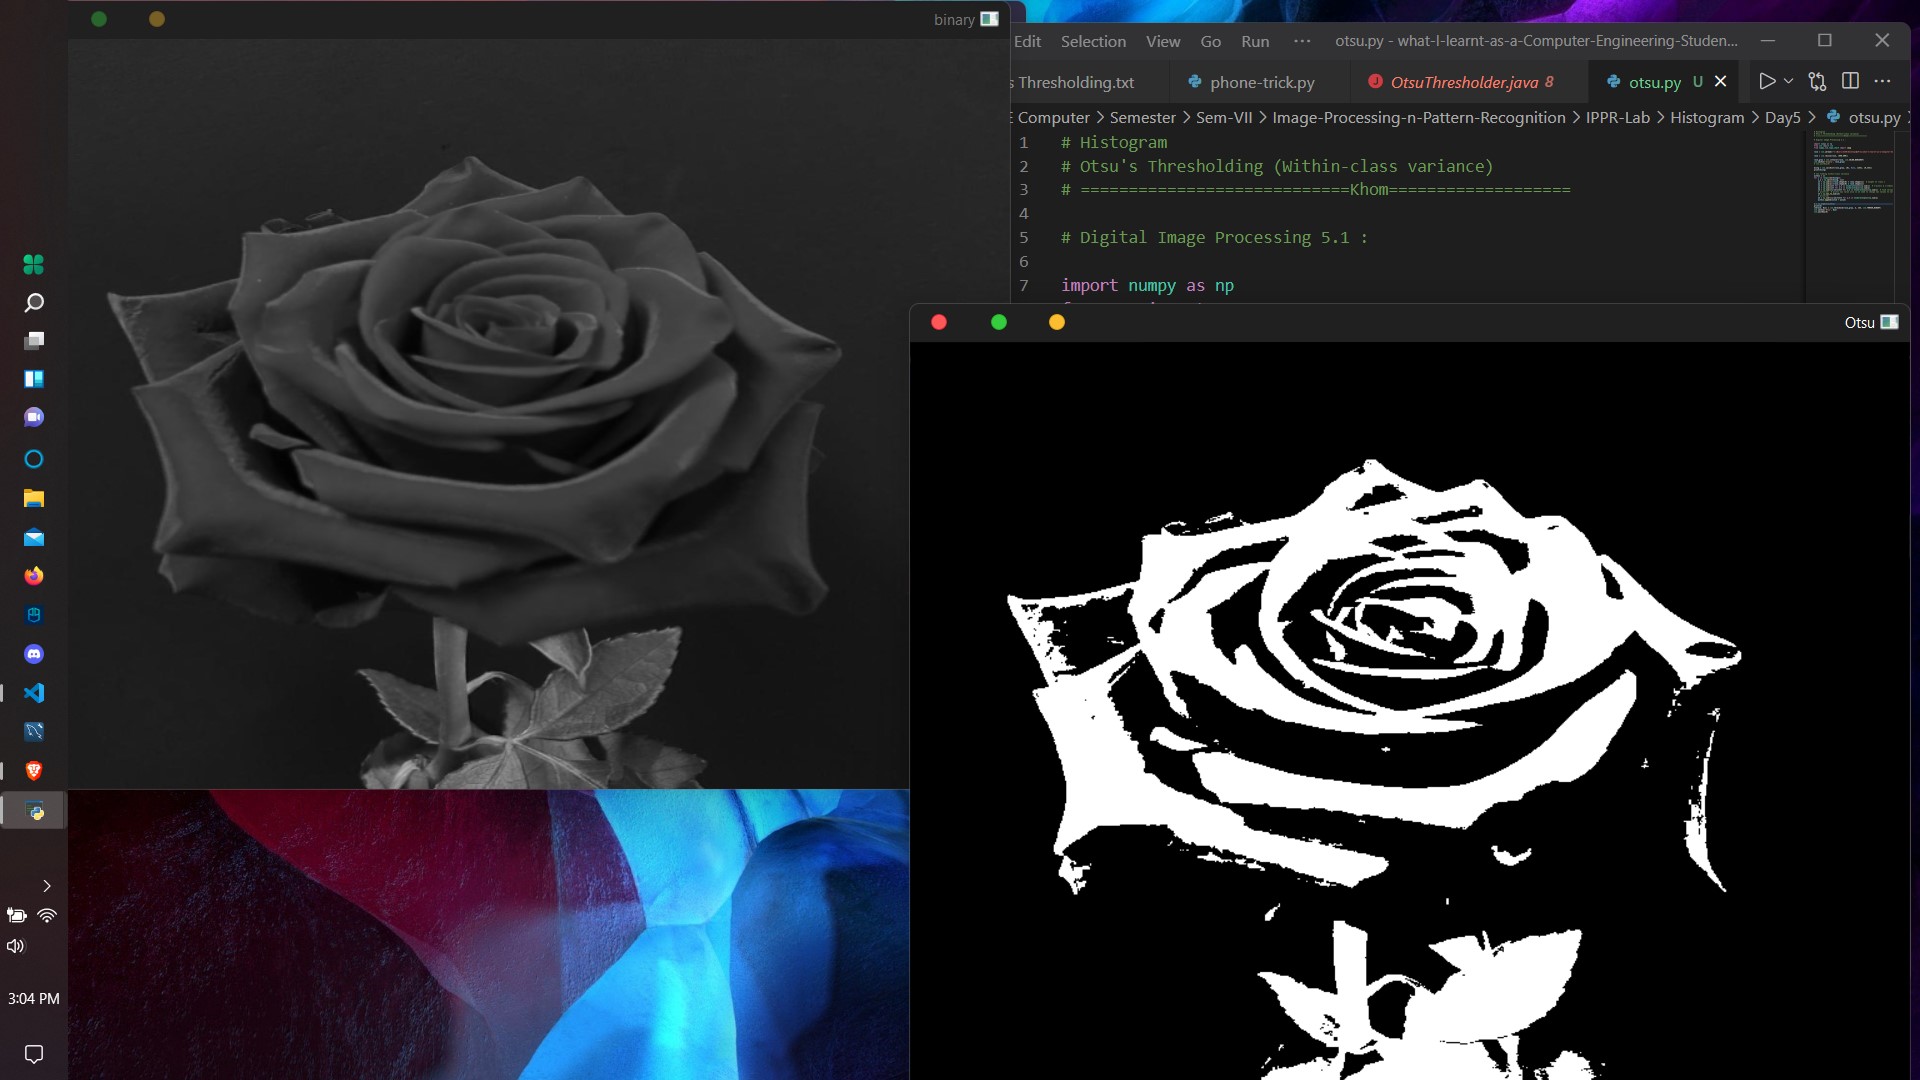 binary
Edit Selection View Go Run ··· otsu.py - what-I-learnt-as-a-Computer-Engineering-Studen...
s Thresholding.txt phone-trick.py OtsuThresholder.java 8 otsu.py U
Computer > Semester > Sem-VII > Image-Processing-n-Pattern-Recognition > IPPR-Lab > Histogram > Day5 > otsu.py >
1 # Histogram
2 # Otsu's Thresholding (Within-class variance)
3 # ============================Khom===================
4
5 # Digital Image Processing 5.1 :
6
7 import numpy as np
Otsu
3:04 PM